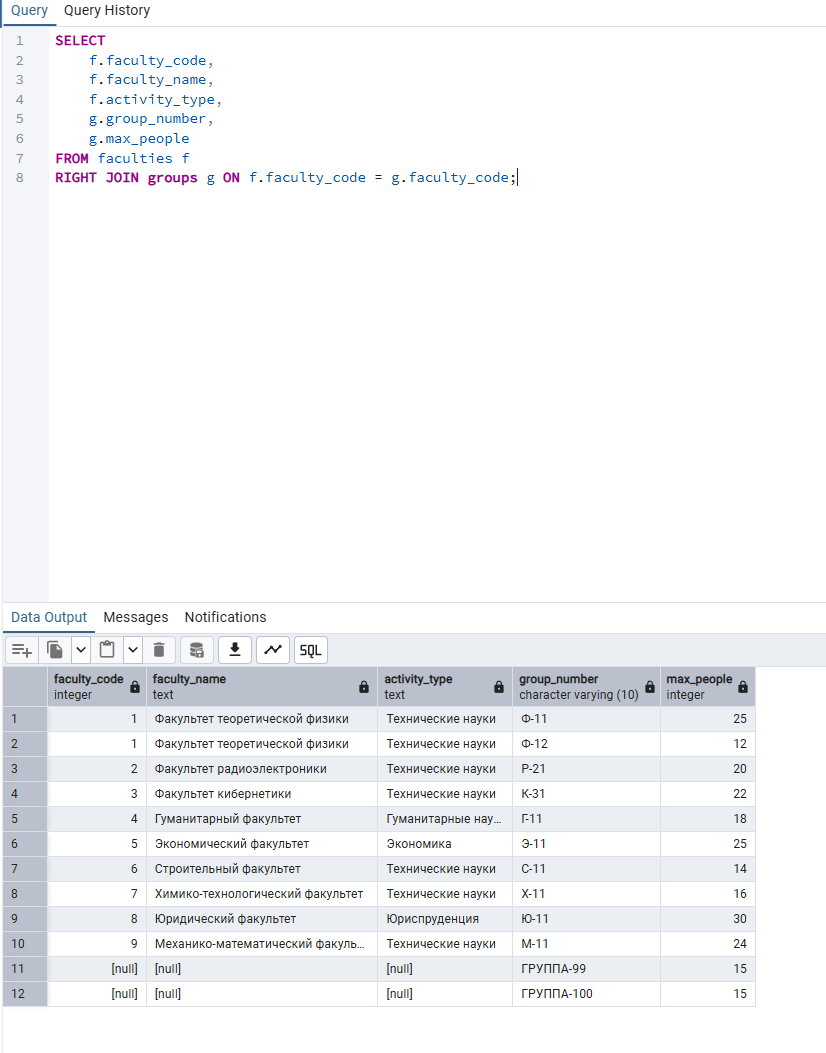 Query Query History
1 SELECT
2 f.faculty_code,
3 f.faculty_name,
4 f.activity_type,
5 g.group_number,
6 g.max_people
7 FROM faculties f
8 RIGHT JOIN groups g ON f.faculty_code = g.faculty_code;
Data Output Messages Notifications
SQL
faculty_code faculty_name activity_type group_number max_people
integer text text character varying (10) integer
1 1 Факультет теоретической физики Технические науки Ф-11 25
2 1 Факультет теоретической физики Технические науки Ф-12 12
3 2 Факультет радиоэлектроники Технические науки Р-21 20
4 3 Факультет кибернетики Технические науки К-31 22
5 4 Гуманитарный факультет Гуманитарные нау... Г-11 18
6 5 Экономический факультет Экономика Э-11 25
7 6 Строительный факультет Технические науки С-11 14
8 7 Химико-технологический факультет Технические науки Х-11 16
9 8 Юридический факультет Юриспруденция Ю-11 30
10 9 Механико-математический факуль... Технические науки М-11 24
11 [null] [null] [null] ГРУППА-99 15
12 [null] [null] [null] ГРУППА-100 15